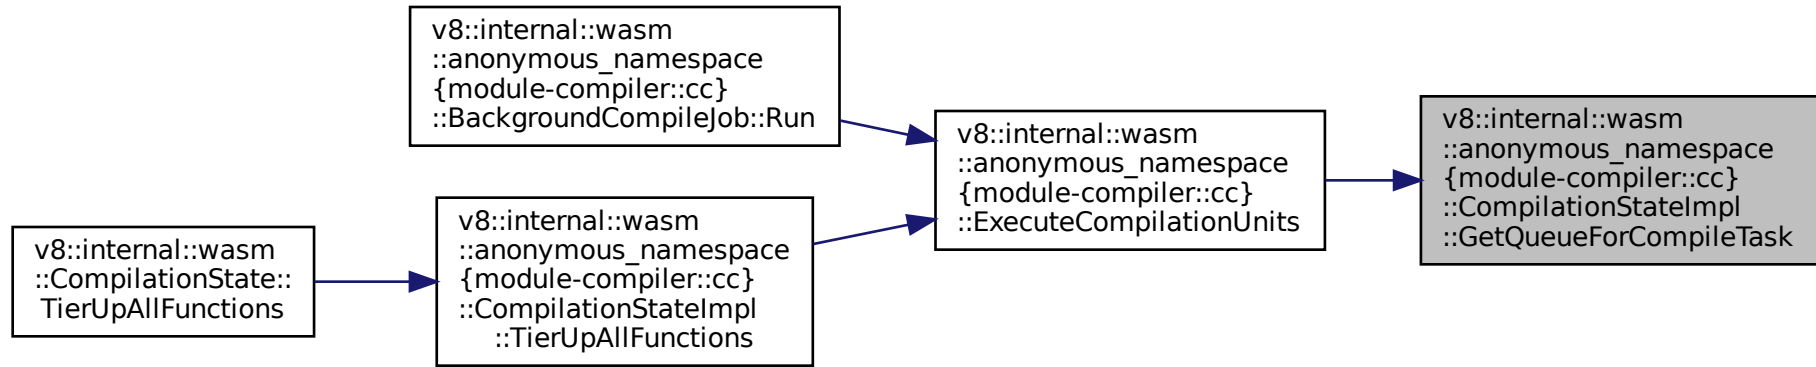 v8::internal::wasm
::anonymous_namespace
{module-compiler::cc}
::BackgroundCompileJob::Run
v8::internal::wasm
::CompilationState::
TierUpAllFunctions
v8::internal::wasm
::anonymous_namespace
{module-compiler::cc}
::CompilationStateImpl
::TierUpAllFunctions
v8::internal::wasm
::anonymous_namespace
{module-compiler::cc}
::ExecuteCompilationUnits
v8::internal::wasm
::anonymous_namespace
{module-compiler::cc}
::CompilationStateImpl
::GetQueueForCompileTask